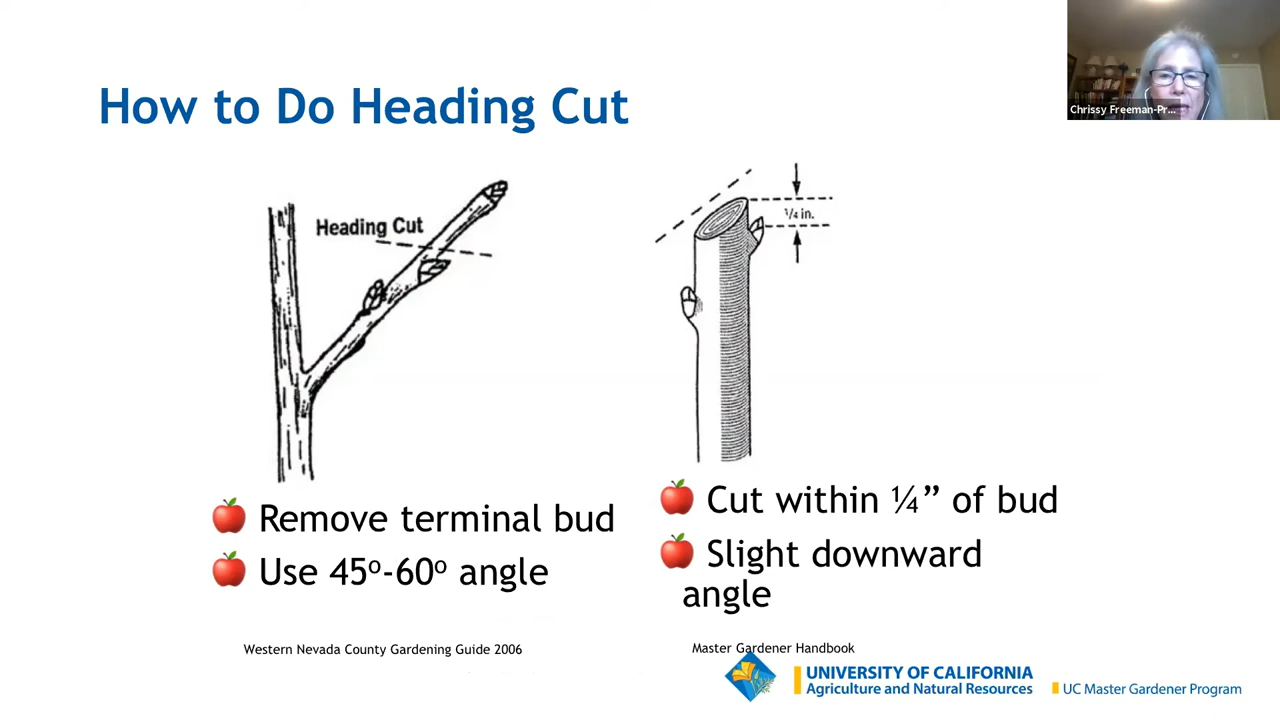 How to Do Heading Cut
Chrissy Freeman-Pr...
Heading Cut
¼ in.
Remove terminal bud
Use 45º-60º angle
Cut within ¼” of bud
Slight downward
angle
Western Nevada County Gardening Guide 2006
Master Gardener Handbook
UNIVERSITY OF CALIFORNIA
Agriculture and Natural Resources
UC Master Gardener Program